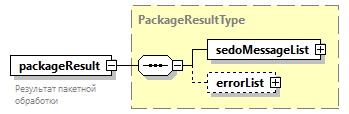 PackageResultType
packageResult
sedoMessageList
errorList
Результат пакетной
обработки